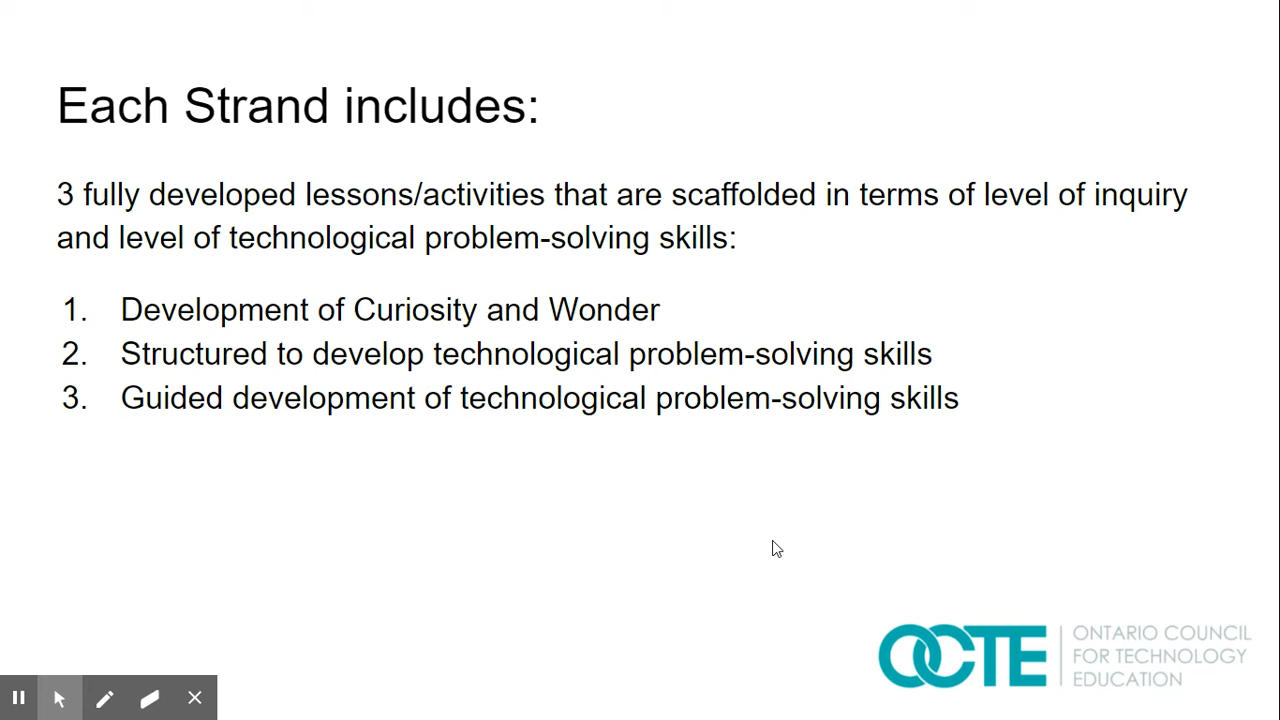 Each Strand includes:
3 fully developed lessons/activities that are scaffolded in terms of level of inquiry
and level of technological problem-solving skills:
1. Development of Curiosity and Wonder
2. Structured to develop technological problem-solving skills
3. Guided development of technological problem-solving skills
OCTE
ONTARIO COUNCIL
FOR TECHNOLOGY
EDUCATION